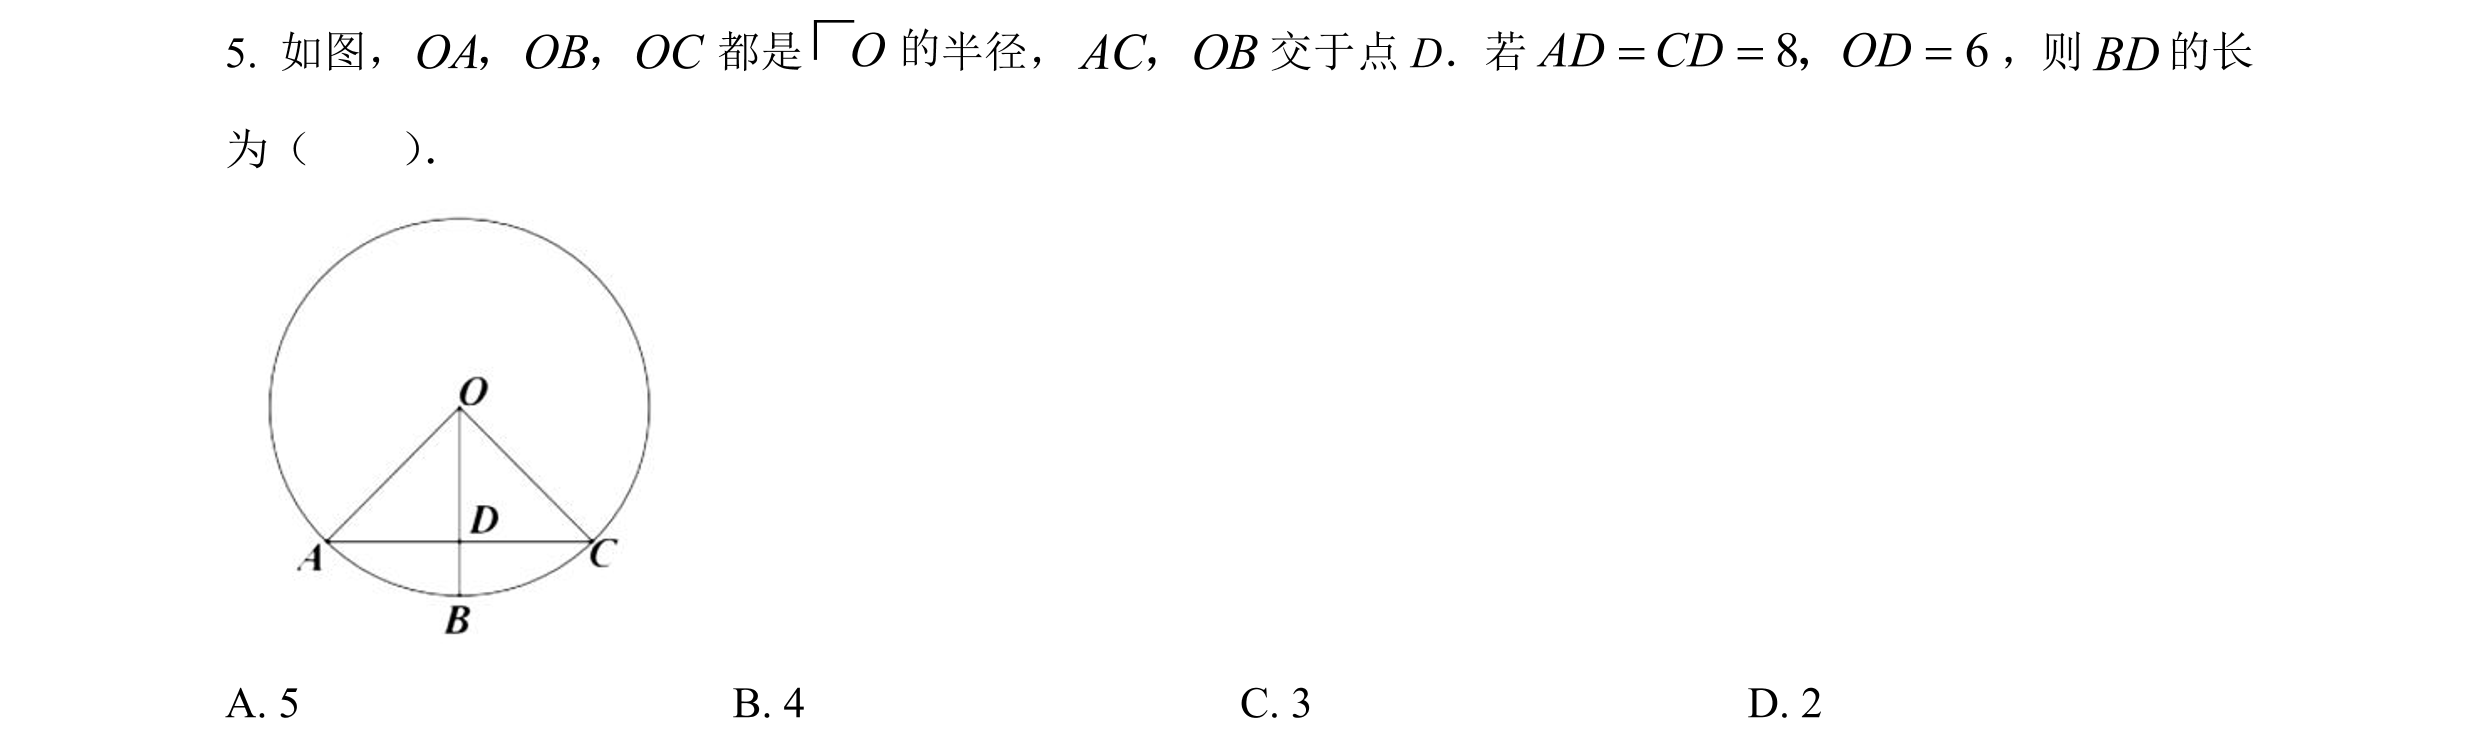 5. 如图，OA，OB，OC 都是 O 的半径，AC，OB 交于点 D．若 AD = CD = 8，OD = 6，则 BD 的长
为（ ）.
O
D
A
C
B
A. 5 B. 4 C. 3 D. 2